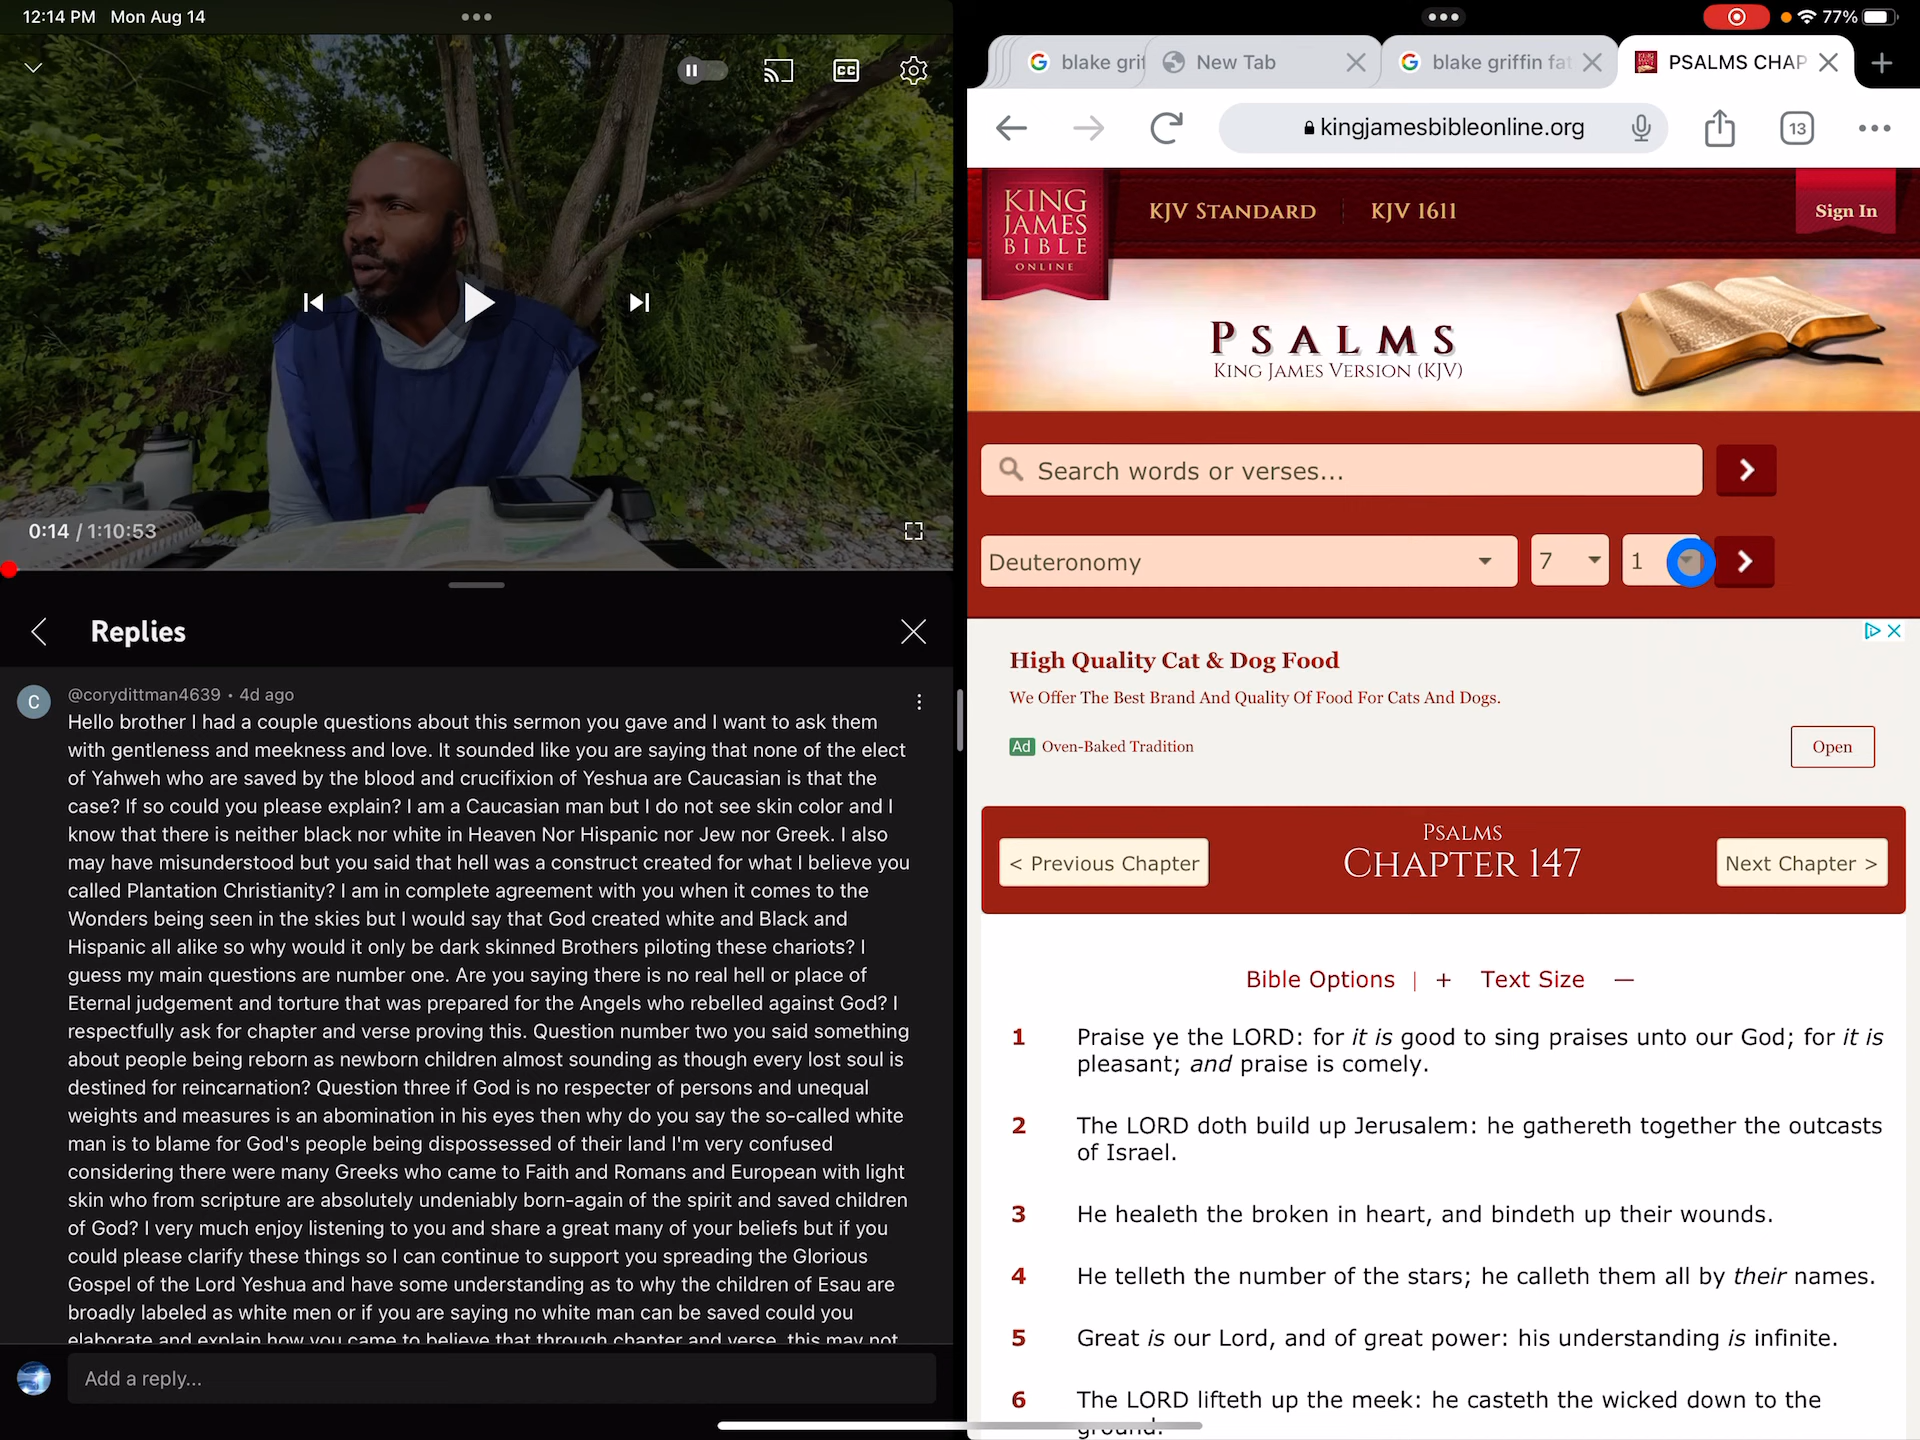 12:14 PM Mon Aug 14
CC
0:14 / 1:10:53
Replies
C
@corydittman4639 • 4d ago
Hello brother I had a couple questions about this sermon you gave and I want to ask them
with gentleness and meekness and love. It sounded like you are saying that none of the elect
of Yahweh who are saved by the blood and crucifixion of Yeshua are Caucasian is that the
case? If so could you please explain? I am a Caucasian man but I do not see skin color and I
know that there is neither black nor white in Heaven Nor Hispanic nor Jew nor Greek. I also
may have misunderstood but you said that hell was a construct created for what I believe you
called Plantation Christianity? I am in complete agreement with you when it comes to the
Wonders being seen in the skies but I would say that God created white and Black and
Hispanic all alike so why would it only be dark skinned Brothers piloting these chariots? I
guess my main questions are number one. Are you saying there is no real hell or place of
Eternal judgement and torture that was prepared for the Angels who rebelled against God? I
respectfully ask for chapter and verse proving this. Question number two you said something
about people being reborn as newborn children almost sounding as though every lost soul is
destined for reincarnation? Question three if God is no respecter of persons and unequal
weights and measures is an abomination in his eyes then why do you say the so-called white
man is to blame for God's people being dispossessed of their land I'm very confused
considering there were many Greeks who came to Faith and Romans and European with light
skin who from scripture are absolutely undeniably born-again of the spirit and saved children
of God? I very much enjoy listening to you and share a great many of your beliefs but if you
could please clarify these things so I can continue to support you spreading the Glorious
Gospel of the Lord Yeshua and have some understanding as to why the children of Esau are
broadly labeled as white men or if you are saying no white man can be saved could you
elaborate and explain how you came to believe that through chapter and verse, this may not
Add a reply...
77%
blake grif
New Tab
blake griffin fat
PSALMS CHAP
kingjamesbibleonline.org
13
KING
JAMES
BIBLE
ONLINE
KJV STANDARD
KJV 1611
Sign In
PSALMS
KING JAMES VERSION (KJV)
Search words or verses...
Deuteronomy
7
1
High Quality Cat & Dog Food
We Offer The Best Brand And Quality Of Food For Cats And Dogs.
Ad Oven-Baked Tradition
Open
< Previous Chapter
PSALMS
CHAPTER 147
Next Chapter >
Bible Options | + Text Size —
1 Praise ye the LORD: for it is good to sing praises unto our God; for it is
pleasant; and praise is comely.
2 The LORD doth build up Jerusalem: he gathereth together the outcasts
of Israel.
3 He healeth the broken in heart, and bindeth up their wounds.
4 He telleth the number of the stars; he calleth them all by their names.
5 Great is our Lord, and of great power: his understanding is infinite.
6 The LORD lifteth up the meek: he casteth the wicked down to the
ground.